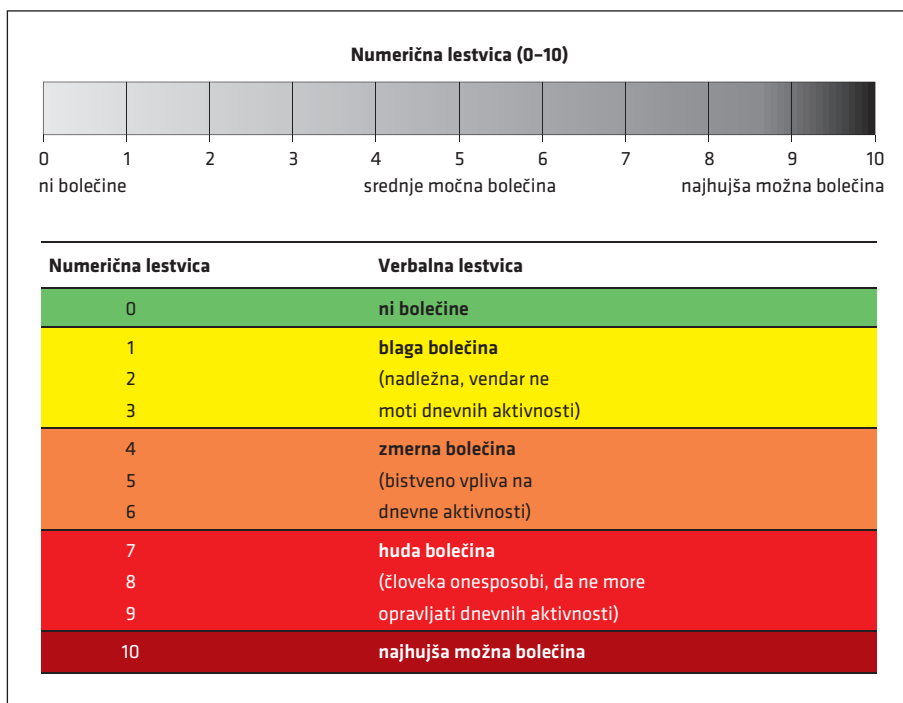 Numerična lestvica (0–10)
0 1 2 3 4 5 6 7 8 9 10
ni bolečine srednje močna bolečina najhujša možna bolečina
Numerična lestvica Verbalna lestvica
0 ni bolečine
1 blaga bolečina
2 (nadležna, vendar ne
3 moti dnevnih aktivnosti)
4 zmerna bolečina
5 (bistveno vpliva na
6 dnevne aktivnosti)
7 huda bolečina
8 (človeka onesposobi, da ne more
9 opravljati dnevnih aktivnosti)
10 najhujša možna bolečina